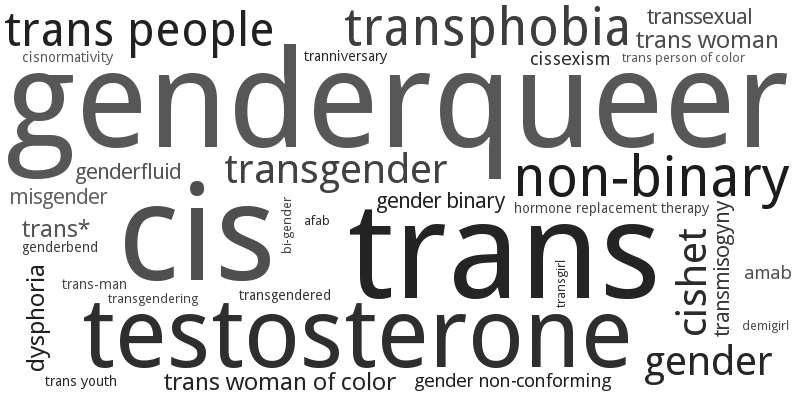 trans people
transphobia
transsexual
trans woman
cisnormativity
tranniversary
cissexism
trans person of color
genderqueer
genderfluid
transgender
non-binary
misgender
gender binary
hormone replacement therapy
cis
bi-gender
afab
trans
trans*
genderbend
cishet
transmisogyny
dysphoria
trans-man
transgendering
transgendered
transgirl
amab
testosterone
demigirl
gender
trans youth
trans woman of color
gender non-conforming